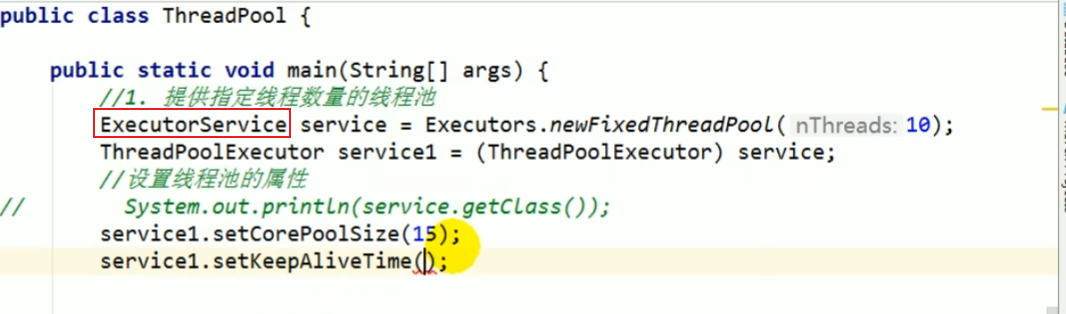 public class ThreadPool {
public static void main(String[] args) {
//1. 提供指定线程数量的线程池
ExecutorService service = Executors.newFixedThreadPool( nThreads: 10);
ThreadPoolExecutor service1 = (ThreadPoolExecutor) service;
//设置线程池的属性
// System.out.println(service.getClass());
service1.setCorePoolSize(15);
service1.setKeepAliveTime();